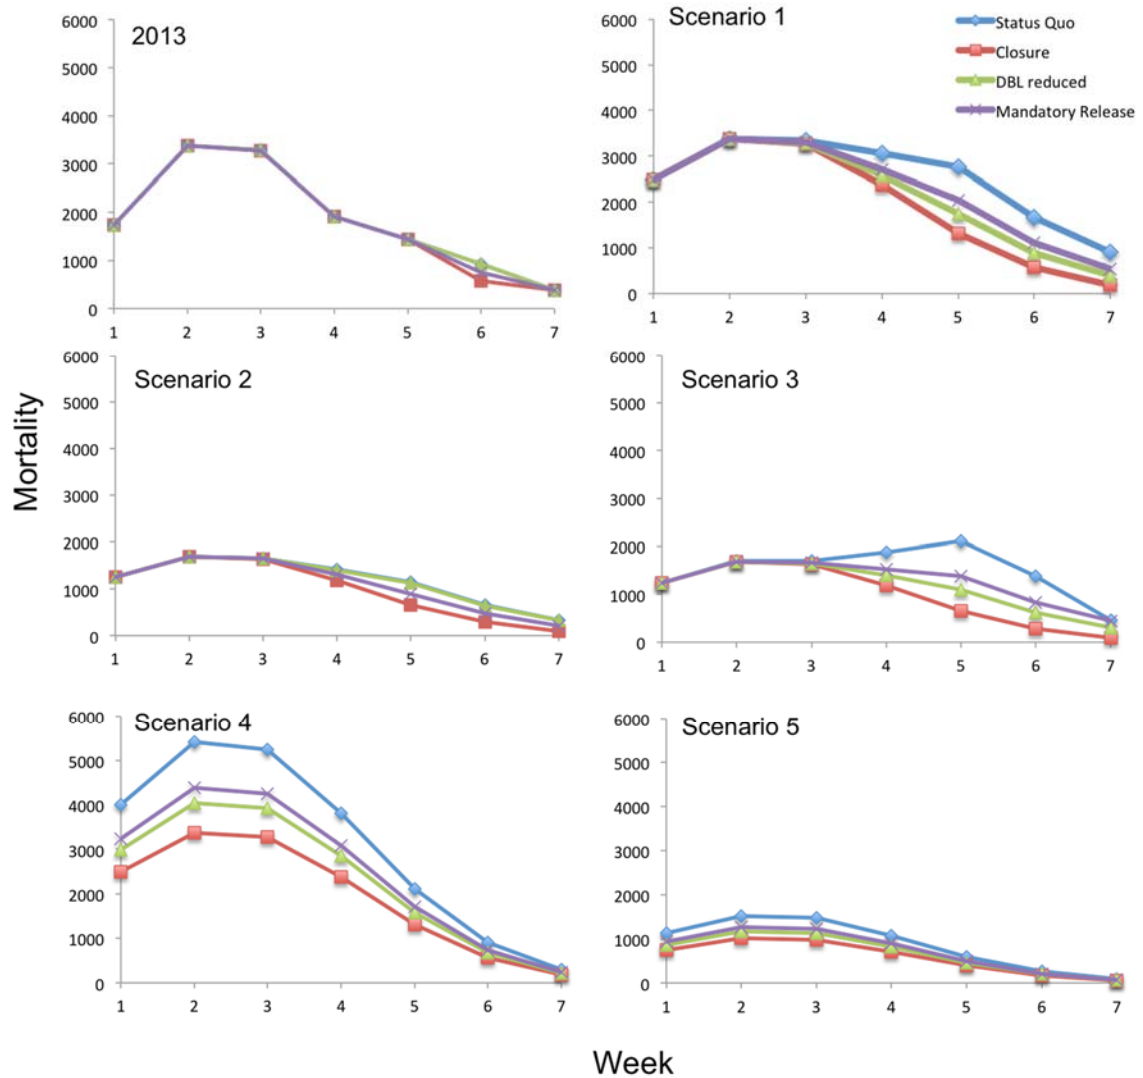 2013
6000
5000
4000
3000
2000
1000
0
1 2 3 4 5 6 7
Scenario 1
Status Quo
Closure
DBL reduced
Mandatory Release
6000
5000
4000
3000
2000
1000
0
1 2 3 4 5 6 7
Mortality
Scenario 2
6000
5000
4000
3000
2000
1000
0
1 2 3 4 5 6 7
Scenario 3
6000
5000
4000
3000
2000
1000
0
1 2 3 4 5 6 7
Scenario 4
6000
5000
4000
3000
2000
1000
0
1 2 3 4 5 6 7
Scenario 5
6000
5000
4000
3000
2000
1000
0
1 2 3 4 5 6 7
Week